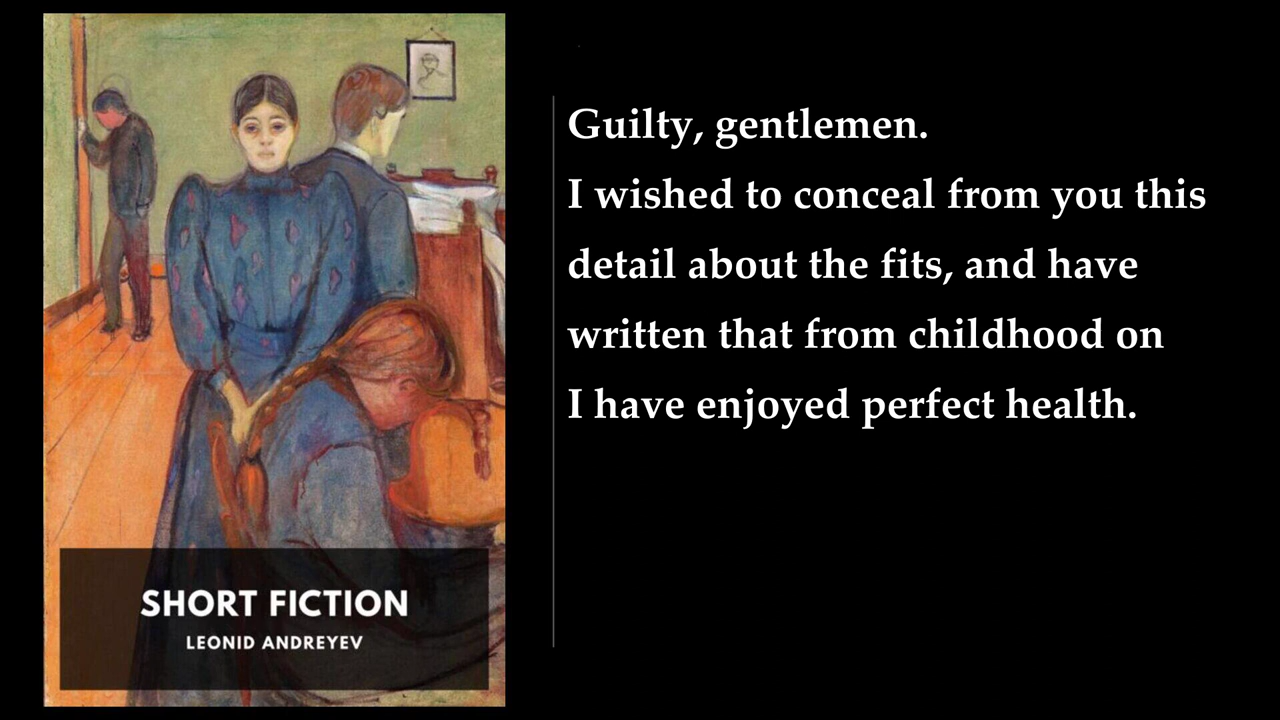 Guilty, gentlemen.
I wished to conceal from you this
detail about the fits, and have
written that from childhood on
I have enjoyed perfect health.
SHORT FICTION
LEONID ANDREYEV